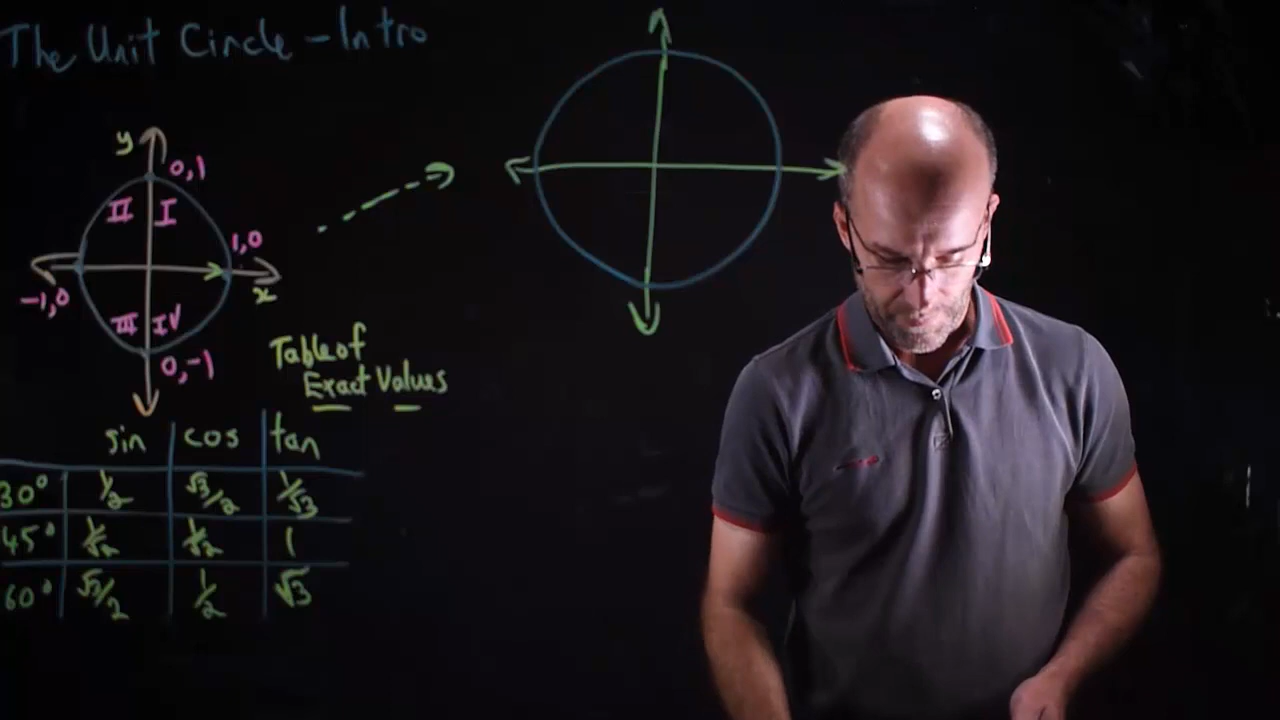 The Unit Circle - Intro
y
0,1
II I
1,0
-1,0
x
III IV
0,-1
Table of
Exact Values
sin cos tan
30° 1/2 √3/2 1/√3
45° 1/√2 1/√2 1
60° √3/2 1/2 √3